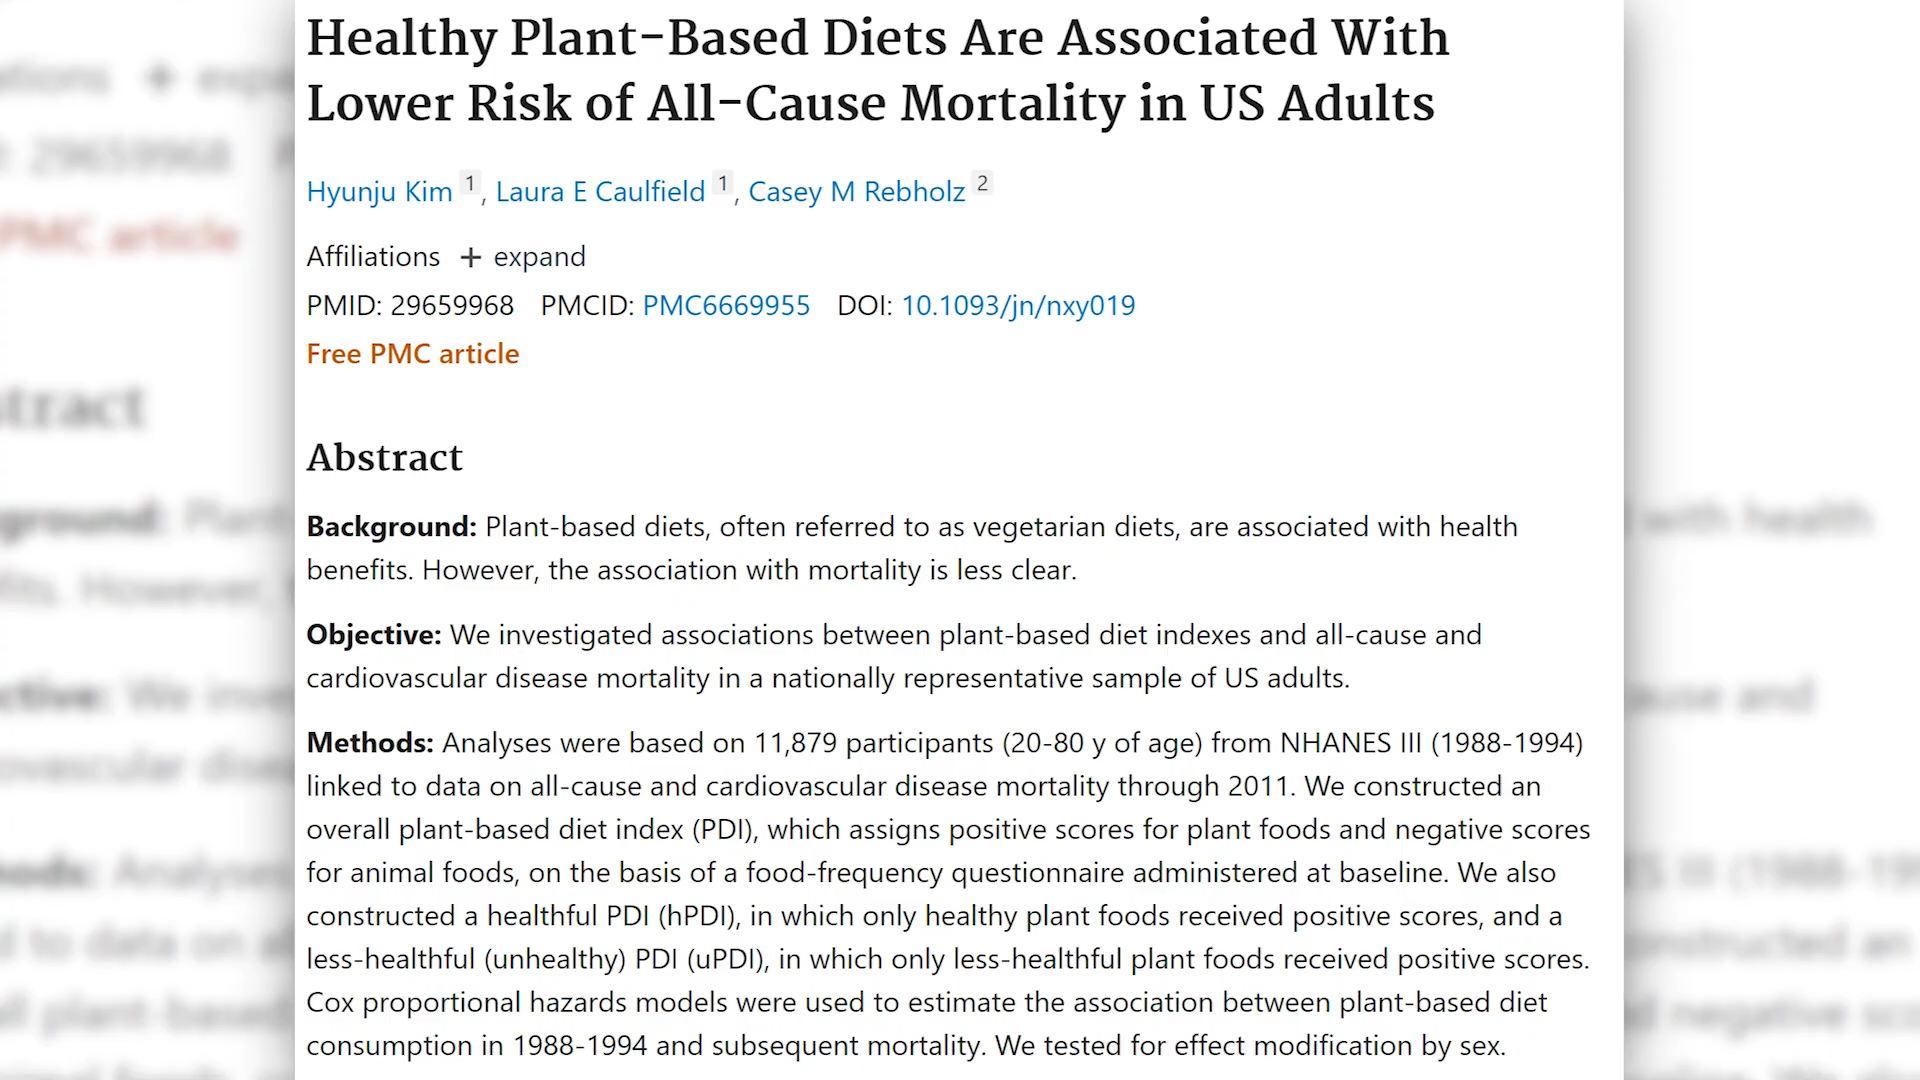 Healthy Plant-Based Diets Are Associated With
Lower Risk of All-Cause Mortality in US Adults
Hyunju Kim 1 , Laura E Caulfield 1 , Casey M Rebholz 2
Affiliations + expand
PMID: 29659968 PMCID: PMC6669955 DOI: 10.1093/jn/nxy019
Free PMC article
Abstract
Background: Plant-based diets, often referred to as vegetarian diets, are associated with health
benefits. However, the association with mortality is less clear.
Objective: We investigated associations between plant-based diet indexes and all-cause and
cardiovascular disease mortality in a nationally representative sample of US adults.
Methods: Analyses were based on 11,879 participants (20-80 y of age) from NHANES III (1988-1994)
linked to data on all-cause and cardiovascular disease mortality through 2011. We constructed an
overall plant-based diet index (PDI), which assigns positive scores for plant foods and negative scores
for animal foods, on the basis of a food-frequency questionnaire administered at baseline. We also
constructed a healthful PDI (hPDI), in which only healthy plant foods received positive scores, and a
less-healthful (unhealthy) PDI (uPDI), in which only less-healthful plant foods received positive scores.
Cox proportional hazards models were used to estimate the association between plant-based diet
consumption in 1988-1994 and subsequent mortality. We tested for effect modification by sex.